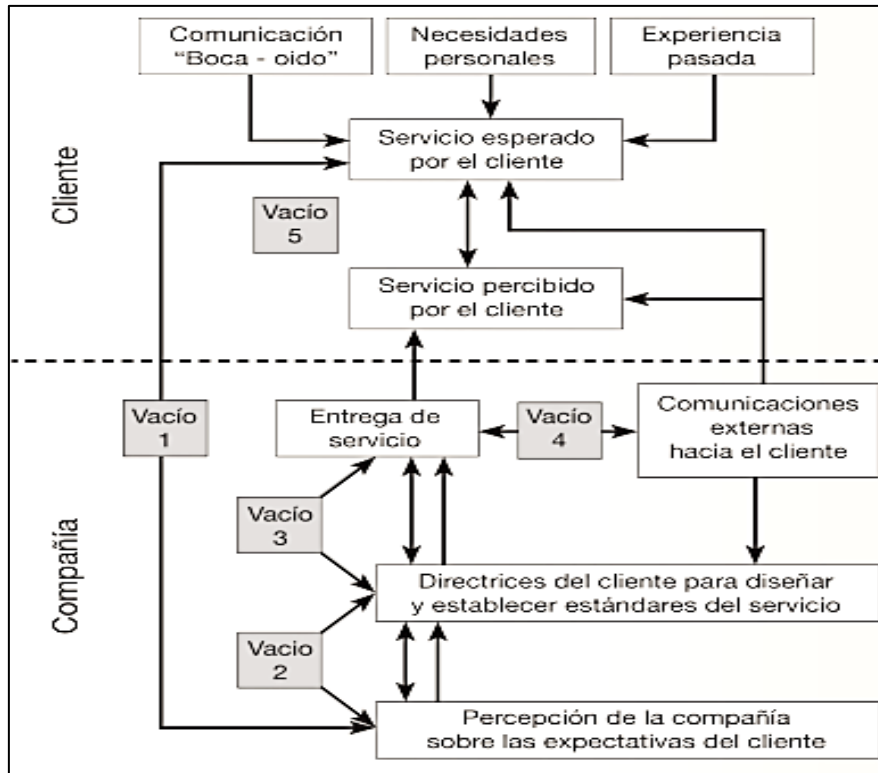 Comunicación
“Boca - oido”
Necesidades
personales
Experiencia
pasada
Servicio esperado
por el cliente
Cliente
Vacío
5
Servicio percibido
por el cliente
Vacío
1
Entrega de
servicio
Vacío
4
Comunicaciones
externas
hacia el cliente
Vacío
3
Compañía
Directrices del cliente para diseñar
y establecer estándares del servicio
Vacio
2
Percepción de la compañía
sobre las expectativas del cliente